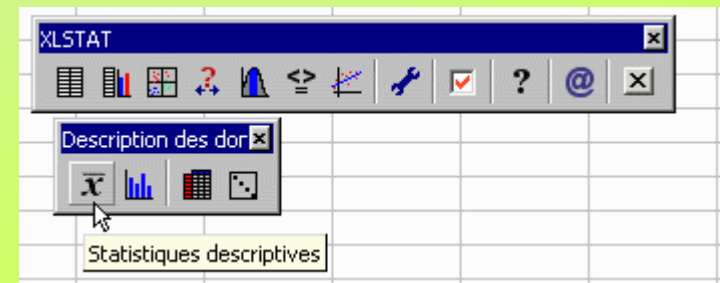 XLSTAT
? <=> ? @
Description des dor
x
Statistiques descriptives